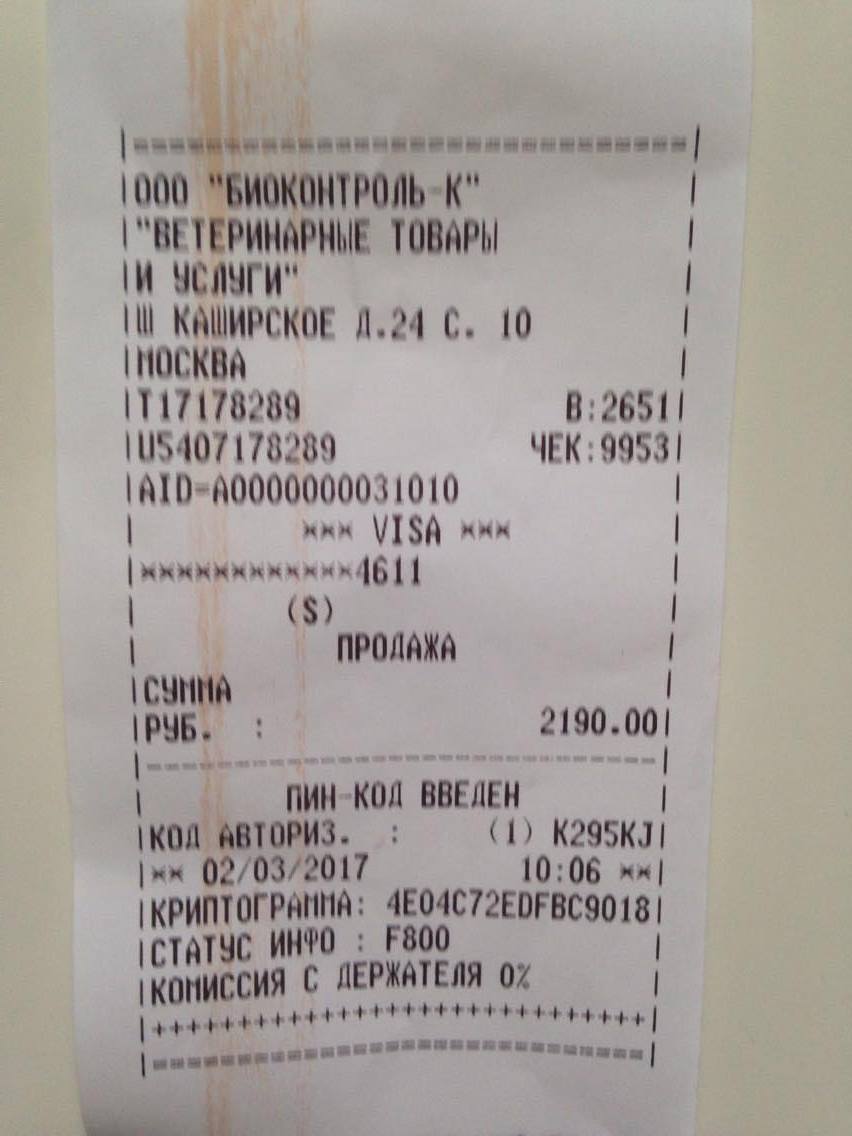 ООО "БИОКОНТРОЛЬ-К"
"ВЕТЕРИНАРНЫЕ ТОВАРЫ
И УСЛУГИ"
Ш КАШИРСКОЕ Д.24 С. 10
МОСКВА
T17178289 В:2651
U5407178289 ЧЕК:9953
AID=A0000000031010
*** VISA ***
************4611
(S)
ПРОДАЖА
СУММА
РУБ. : 2190.00
ПИН-КОД ВВЕДЕН
КОД АВТОРИЗ. : (1) K295KJ
** 02/03/2017 10:06 **
КРИПТОГРАММА: 4E04C72EDFBC9018
СТАТУС ИНФО : F800
КОМИССИЯ С ДЕРЖАТЕЛЯ 0%